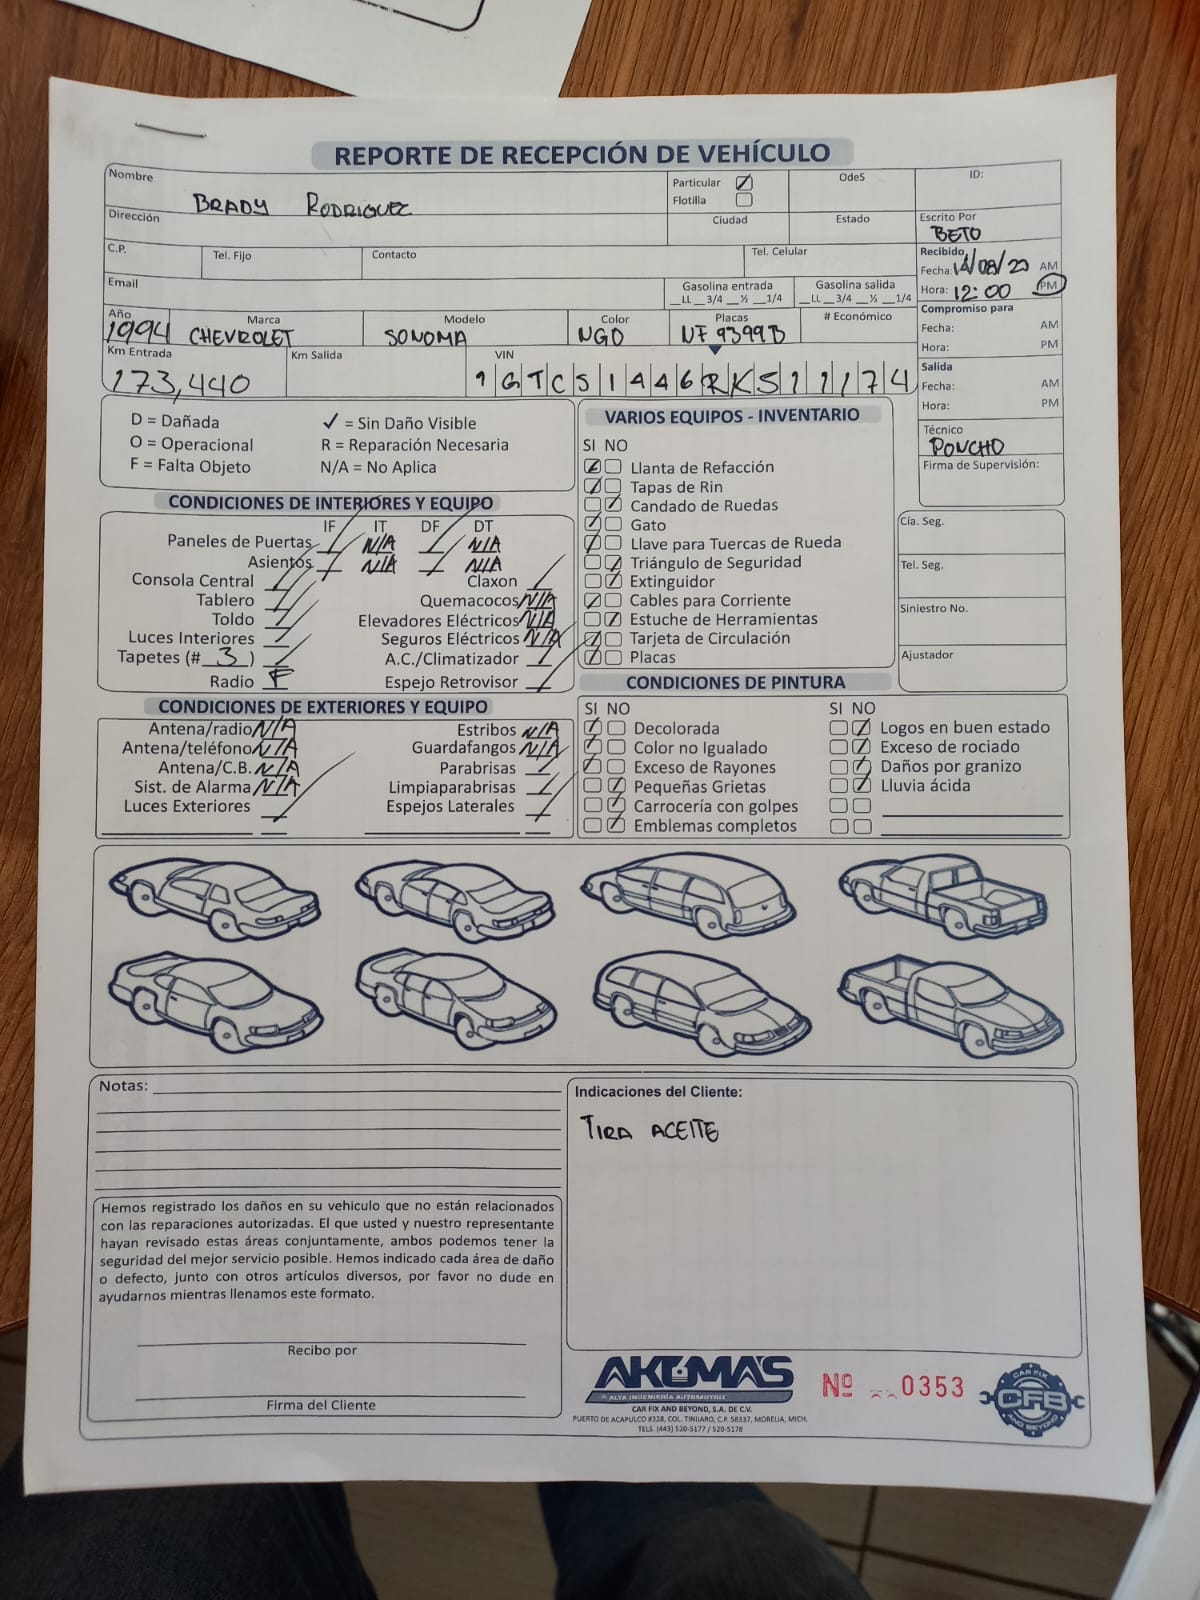 REPORTE DE RECEPCIÓN DE VEHÍCULO
Nombre BRADY RODRIGUEZ
Particular
Flotilla
OdeS
ID:
Dirección
Ciudad
Estado
Escrito Por BETO
C.P.
Tel. Fijo
Contacto
Tel. Celular
Recibido
Fecha: /08/20 AM
Hora: 12:00 PM
Email
Gasolina entrada
__LL __3/4 __½ __1/4
Gasolina salida
__LL __3/4 __½ __1/4
Compromiso para
Fecha: AM
Hora: PM
Año 1994
Marca CHEVROLET
Modelo SONOMA
Color NGO
Placas NF 9399B
# Económico
Km Entrada 173,440
Km Salida
VIN 1GTCS1446RKS11174
Salida
Fecha: AM
Hora: PM
Técnico PONCHO
Firma de Supervisión:
D = Dañada ✓ = Sin Daño Visible
O = Operacional R = Reparación Necesaria
F = Falta Objeto N/A = No Aplica
CONDICIONES DE INTERIORES Y EQUIPO
IF IT DF DT
Paneles de Puertas N/A N/A
Asientos N/A N/A
Consola Central Claxon
Tablero Quemacocos N/A
Toldo Elevadores Eléctricos N/A
Luces Interiores Seguros Eléctricos N/A
Tapetes (# 3 ) A.C./Climatizador
Radio F Espejo Retrovisor
VARIOS EQUIPOS - INVENTARIO
SI NO
Llanta de Refacción
Tapas de Rin
Candado de Ruedas
Gato
Llave para Tuercas de Rueda
Triángulo de Seguridad
Extinguidor
Cables para Corriente
Estuche de Herramientas
Tarjeta de Circulación
Placas
Cía. Seg.
Tel. Seg.
Siniestro No.
Ajustador
CONDICIONES DE EXTERIORES Y EQUIPO
Antena/radio N/A Estribos N/A
Antena/teléfono N/A Guardafangos N/A
Antena/C.B. N/A Parabrisas
Sist. de Alarma N/A Limpiaparabrisas
Luces Exteriores Espejos Laterales
CONDICIONES DE PINTURA
SI NO SI NO
Decolorada Logos en buen estado
Color no Igualado Exceso de rociado
Exceso de Rayones Daños por granizo
Pequeñas Grietas Lluvia ácida
Carrocería con golpes
Emblemas completos
Notas:
Indicaciones del Cliente:
TIRA ACEITE
Hemos registrado los daños en su vehiculo que no están relacionados
con las reparaciones autorizadas. El que usted y nuestro representante
hayan revisado estas áreas conjuntamente, ambos podemos tener la
seguridad del mejor servicio posible. Hemos indicado cada área de daño
o defecto, junto con otros artículos diversos, por favor no dude en
ayudarnos mientras llenamos este formato.
Recibo por
Firma del Cliente
AKUMA'S
ALTA INGENIERÍA AUTOMOTRIZ
CAR FIX AND BEYOND, S.A. DE C.V.
PUERTO DE ACAPULCO #328, COL. TINIJARO, C.P. 58337, MORELIA, MICH.
TELS. (443) 520-5177 / 520-5178
Nº 0353
CAR FIX
CFB
AND BEYOND